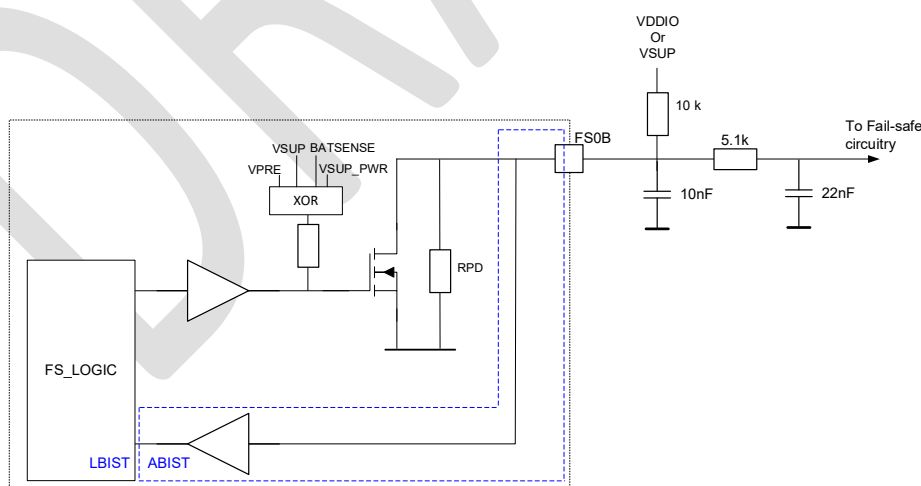 VDDIO
Or
VSUP
10 k
To Fail-safe
circuitry
5.1k
FS0B
10nF
22nF
VSUP BATSENSE
VPRE VSUP_PWR
XOR
RPD
FS_LOGIC
LBIST ABIST